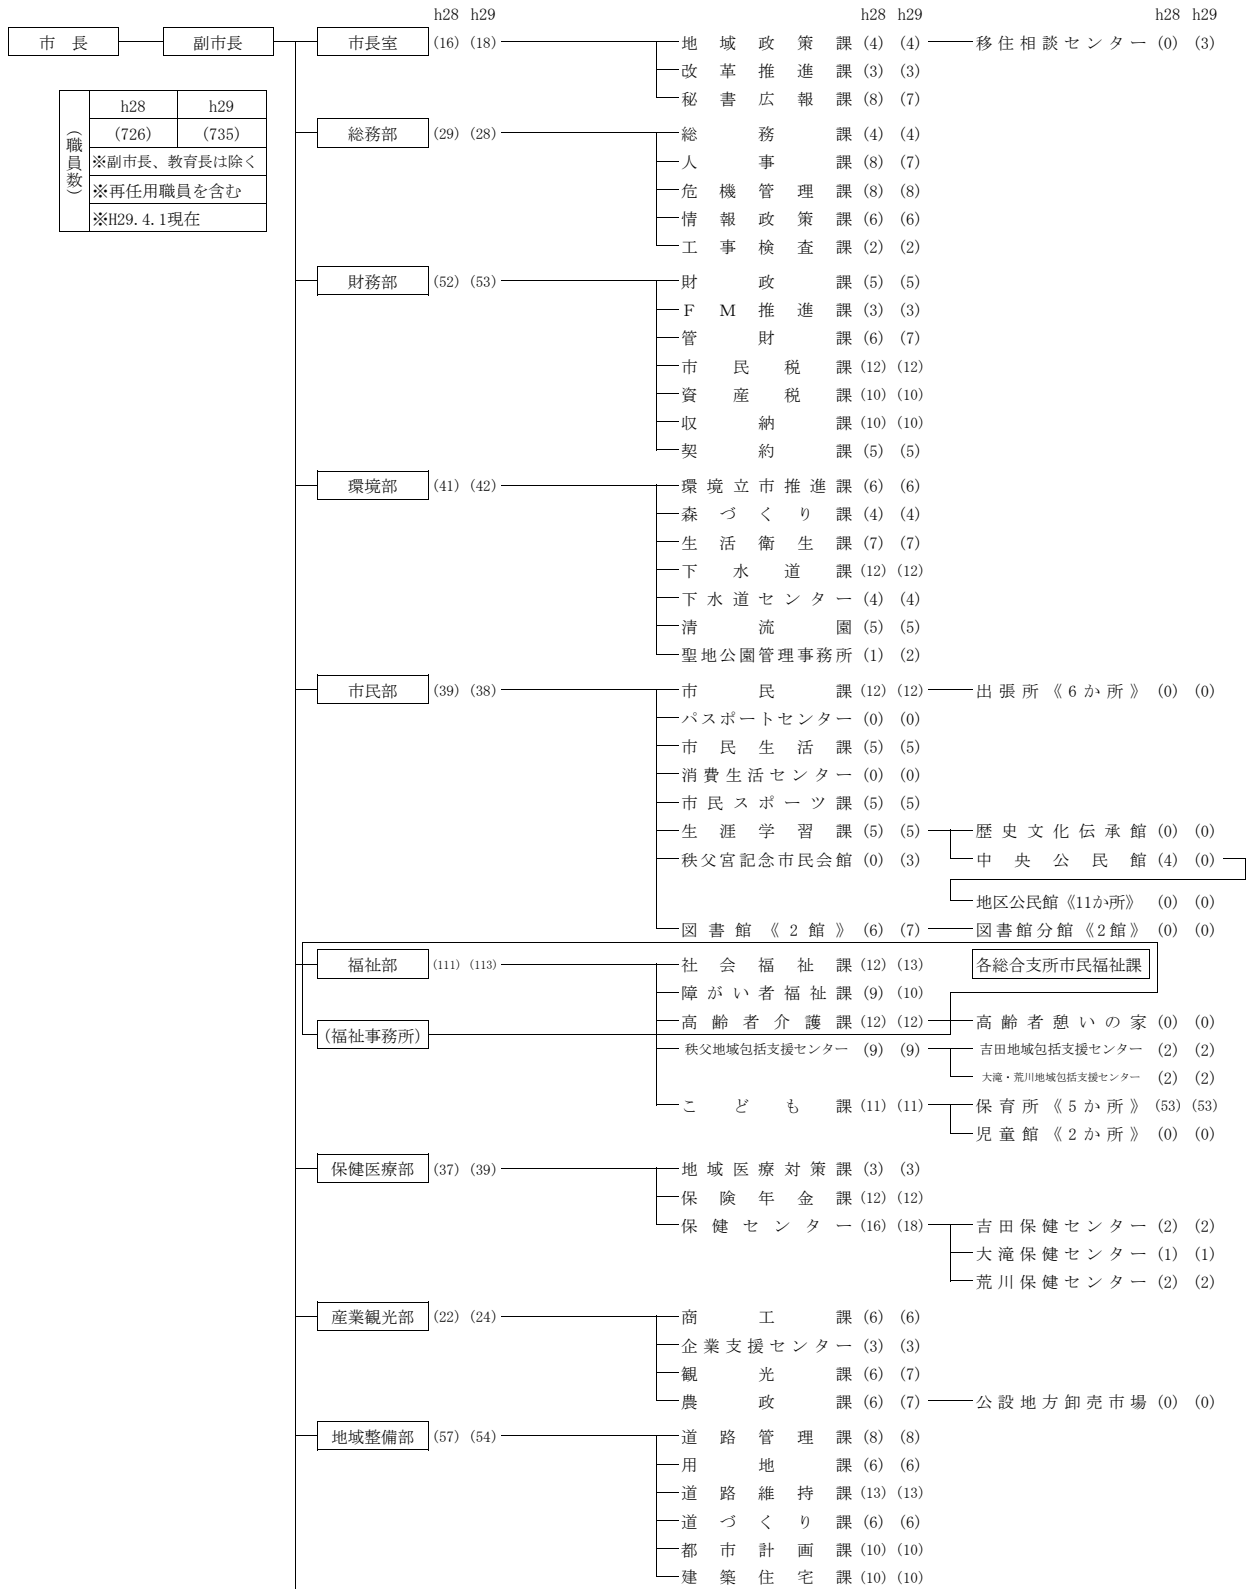 h28 h29 h28 h29 h28 h29
市長 副市長 市長室 (16) (18) 地域政策課 (4) (4) 移住相談センター (0) (3)
改革推進課 (3) (3)
秘書広報課 (8) (7)
(職員数) h28 h29
(726) (735)
※副市長、教育長は除く
※再任用職員を含む
※H29.4.1現在
総務部 (29) (28) 総務課 (4) (4)
人事課 (8) (7)
危機管理課 (8) (8)
情報政策課 (6) (6)
工事検査課 (2) (2)
財務部 (52) (53) 財政課 (5) (5)
FM推進課 (3) (3)
管財課 (6) (7)
市民税課 (12) (12)
資産税課 (10) (10)
収納課 (10) (10)
契約課 (5) (5)
環境部 (41) (42) 環境立市推進課 (6) (6)
森づくり課 (4) (4)
生活衛生課 (7) (7)
下水道課 (12) (12)
下水道センター (4) (4)
清流園 (5) (5)
聖地公園管理事務所 (1) (2)
市民部 (39) (38) 市民課 (12) (12) 出張所《6か所》 (0) (0)
パスポートセンター (0) (0)
市民生活課 (5) (5)
消費生活センター (0) (0)
市民スポーツ課 (5) (5)
生涯学習課 (5) (5) 歴史文化伝承館 (0) (0)
秩父宮記念市民会館 (0) (3) 中央公民館 (4) (0)
地区公民館《11か所》 (0) (0)
図書館《2館》 (6) (7) 図書館分館《2館》 (0) (0)
福祉部 (111) (113) 社会福祉課 (12) (13) 各総合支所市民福祉課
障がい者福祉課 (9) (10)
高齢者介護課 (12) (12) 高齢者憩いの家 (0) (0)
(福祉事務所)
秩父地域包括支援センター (9) (9) 吉田地域包括支援センター (2) (2)
大滝・荒川地域包括支援センター (2) (2)
こども課 (11) (11) 保育所《5か所》 (53) (53)
児童館《2か所》 (0) (0)
保健医療部 (37) (39) 地域医療対策課 (3) (3)
保険年金課 (12) (12)
保健センター (16) (18) 吉田保健センター (2) (2)
大滝保健センター (1) (1)
荒川保健センター (2) (2)
産業観光部 (22) (24) 商工課 (6) (6)
企業支援センター (3) (3)
観光課 (6) (7)
農政課 (6) (7) 公設地方卸売市場 (0) (0)
地域整備部 (57) (54) 道路管理課 (8) (8)
用地課 (6) (6)
道路維持課 (13) (13)
道づくり課 (6) (6)
都市計画課 (10) (10)
建築住宅課 (10) (10)